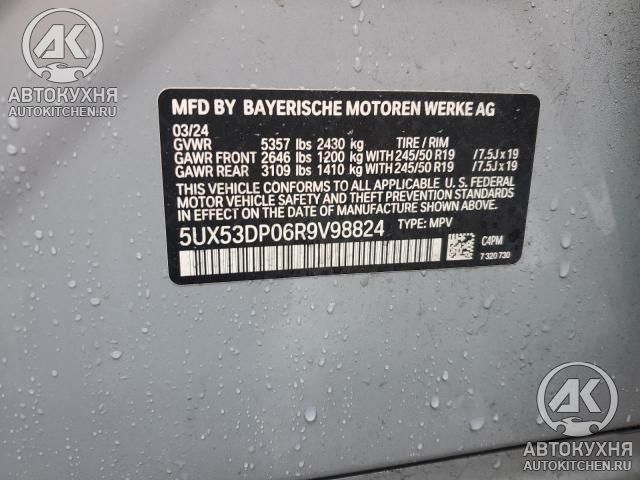 AK
АВТОКУХНЯ
AUTOKITCHEN.RU
MFD BY BAYERISCHE MOTOREN WERKE AG
03/24
GVWR 5357 lbs 2430 kg TIRE / RIM
GAWR FRONT 2646 lbs 1200 kg WITH 245/50 R19 /7.5J x 19
GAWR REAR 3109 lbs 1410 kg WITH 245/50 R19 /7.5J x 19
THIS VEHICLE CONFORMS TO ALL APPLICABLE U. S. FEDERAL
MOTOR VEHICLE SAFETY AND THEFT PREVENTION STANDARDS
IN EFFECT ON THE DATE OF MANUFACTURE SHOWN ABOVE.
5UX53DP06R9V98824 TYPE: MPV
C4PM
7 320 730
AK
АВТОКУХНЯ
AUTOKITCHEN.RU